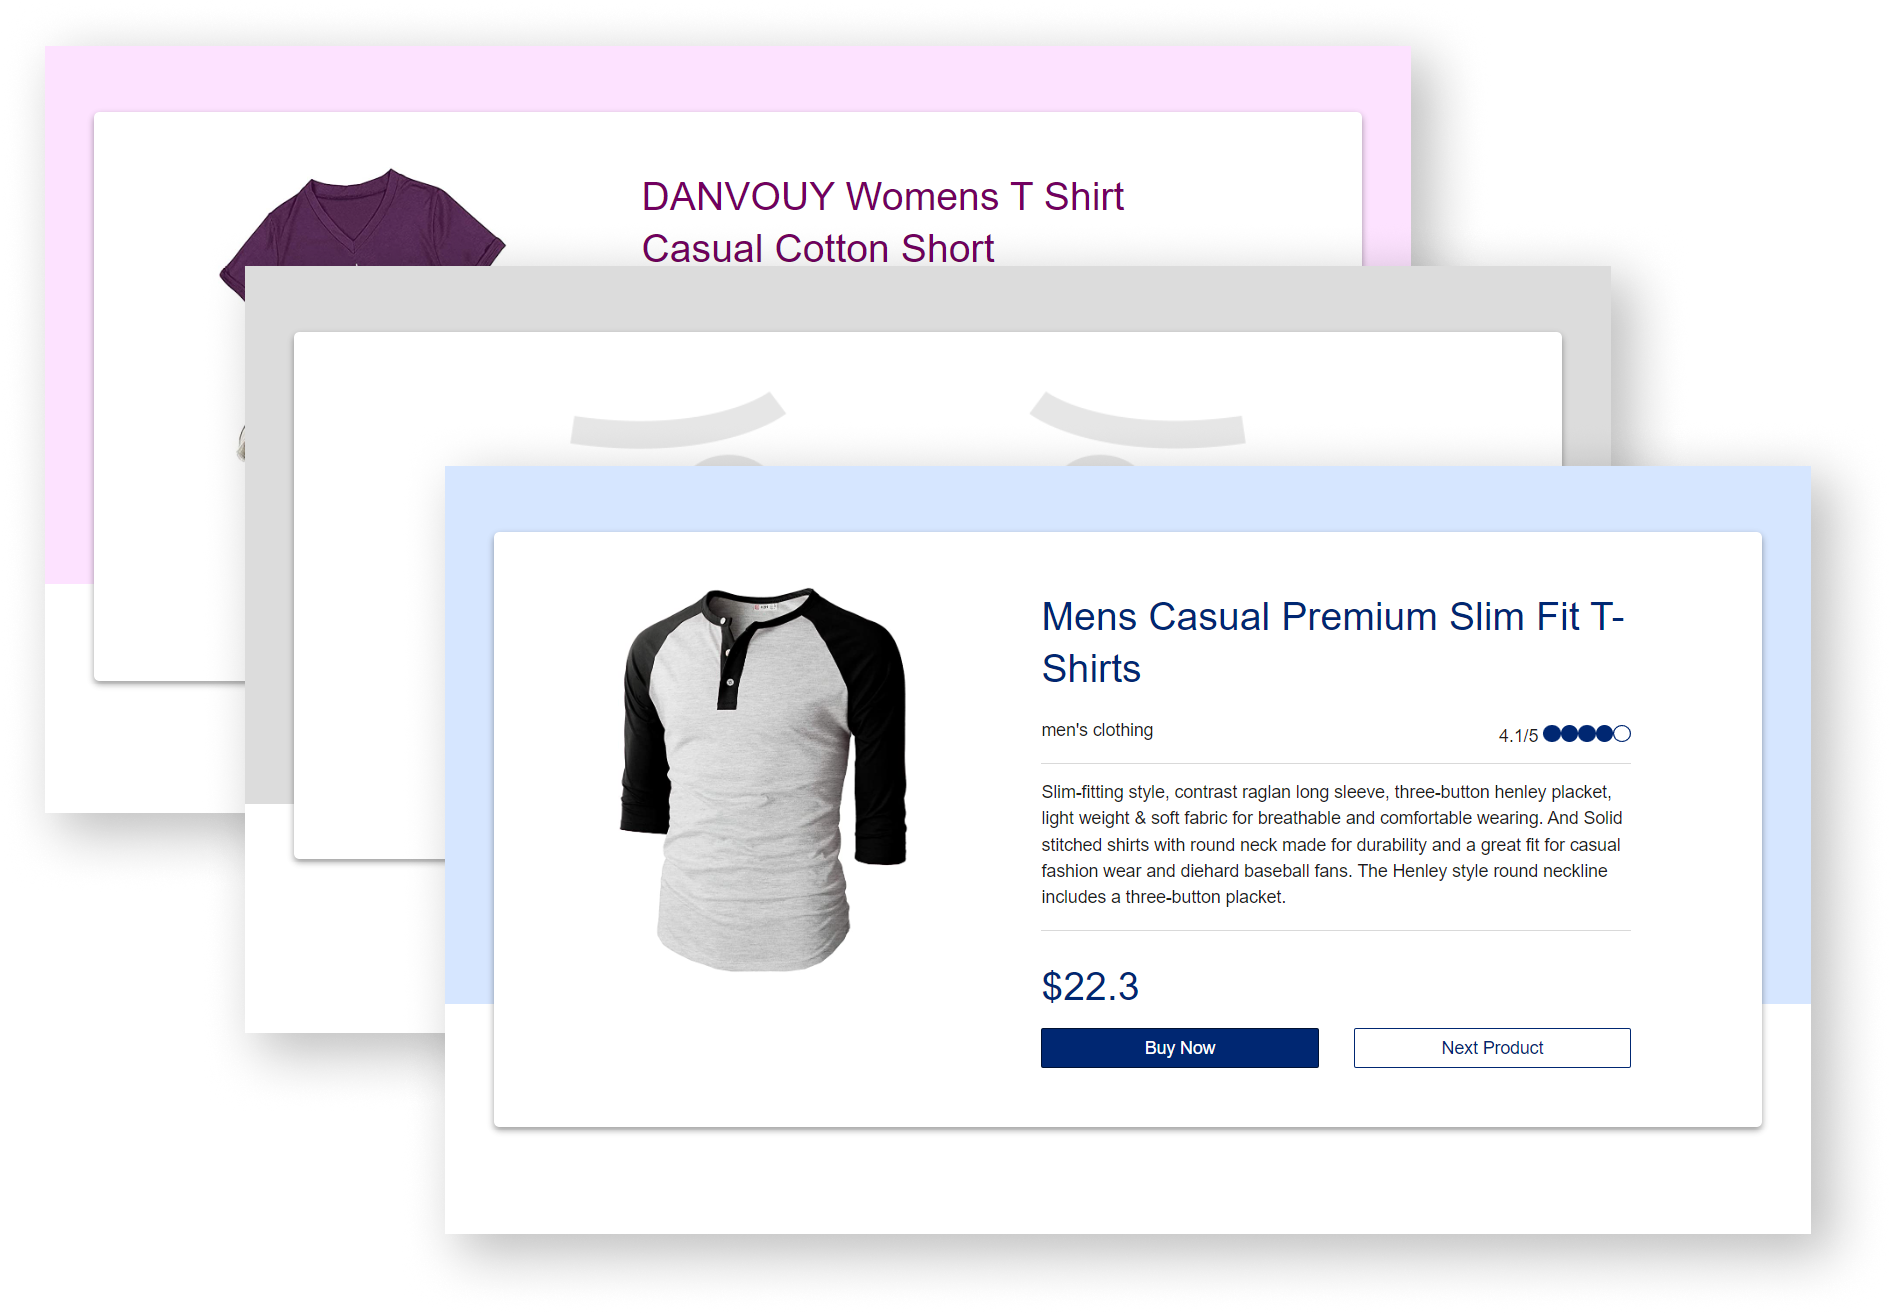 DANVOUY Womens T Shirt
Casual Cotton Short
Mens Casual Premium Slim Fit T-
Shirts
men's clothing
4.1/5
Slim-fitting style, contrast raglan long sleeve, three-button henley placket,
light weight & soft fabric for breathable and comfortable wearing. And Solid
stitched shirts with round neck made for durability and a great fit for casual
fashion wear and diehard baseball fans. The Henley style round neckline
includes a three-button placket.
$22.3
Buy Now
Next Product